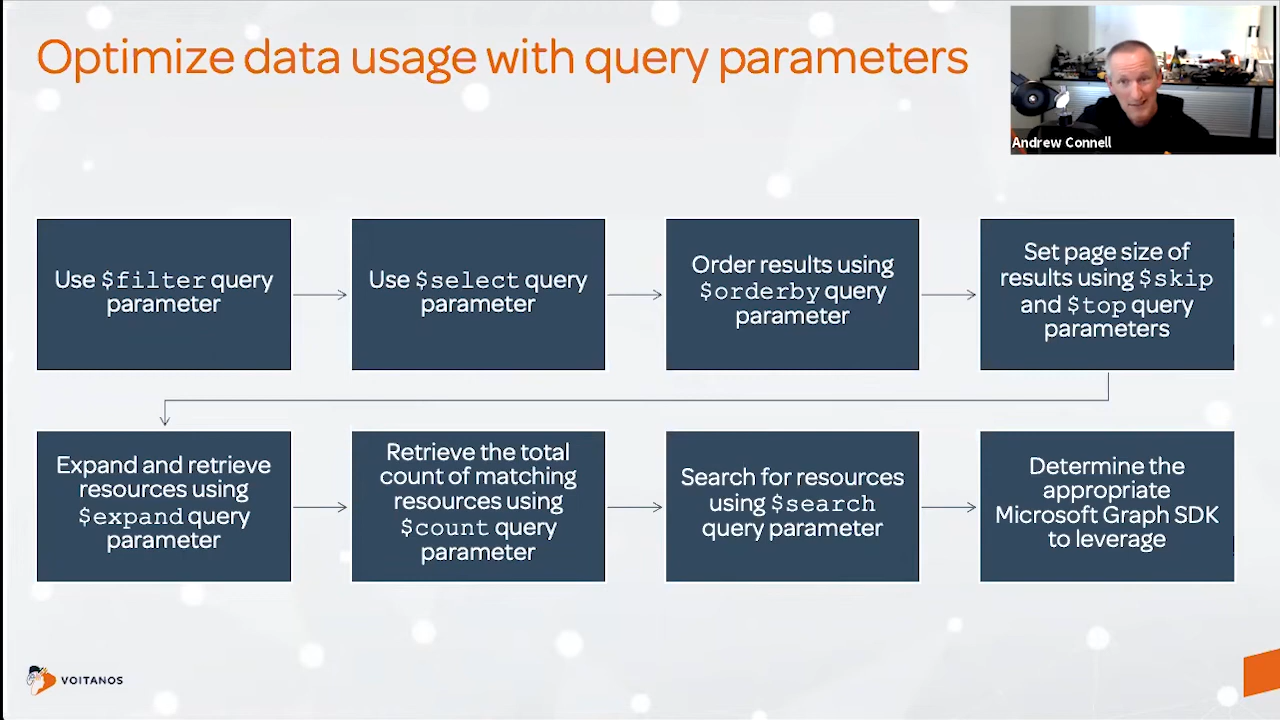 Optimize data usage with query parameters
Andrew Connell
Use $filter query
parameter
Use $select query
parameter
Order results using
$orderby query
parameter
Set page size of
results using $skip
and $top query
parameters
Expand and retrieve
resources using
$expand query
parameter
Retrieve the total
count of matching
resources using
$count query
parameter
Search for resources
using $search
query parameter
Determine the
appropriate
Microsoft Graph SDK
to leverage
VOITANOS